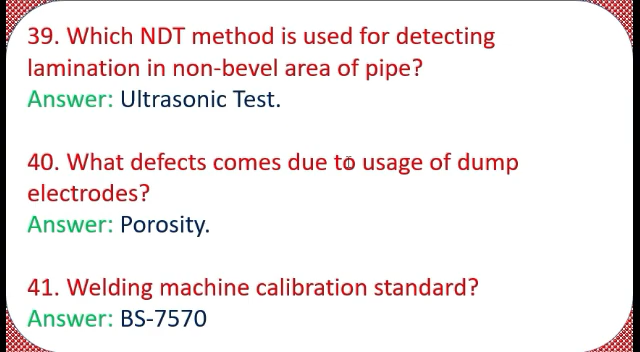 39. Which NDT method is used for detecting
lamination in non-bevel area of pipe?
Answer: Ultrasonic Test.
40. What defects comes due to usage of dump
electrodes?
Answer: Porosity.
41. Welding machine calibration standard?
Answer: BS-7570